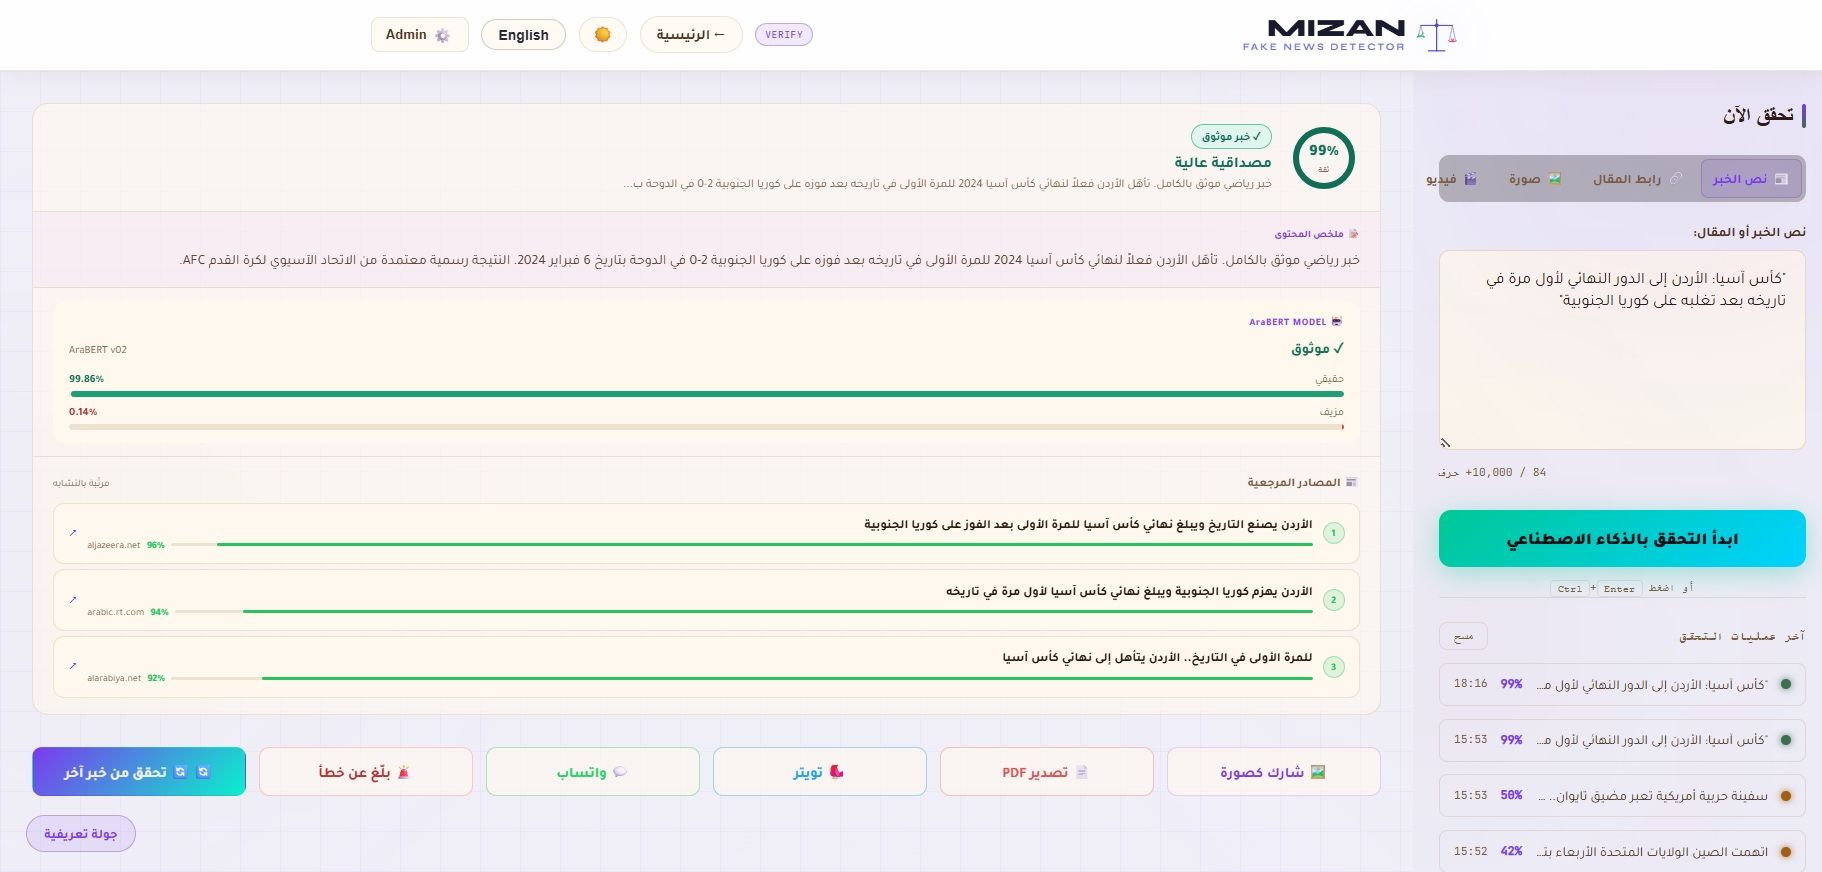 MIZAN
FAKE NEWS DETECTOR
VERIFY
← الرئيسية
English
Admin
تحقق الآن
نص الخبر
رابط المقال
صورة
فيديو
نص الخبر أو المقال:
"كأس آسيا: الأردن إلى الدور النهائي لأول مرة في
تاريخه بعد تغلبه على كوريا الجنوبية"
84 / 10,000+ حرف
ابدأ التحقق بالذكاء الاصطناعي
أو اضغط Ctrl + Enter
آخر عمليات التحقق
مسح
"كأس آسيا: الأردن إلى الدور النهائي لأول مـ... 99% 18:16
"كأس آسيا: الأردن إلى الدور النهائي لأول مـ... 99% 15:53
سفينة حربية أمريكية تعبر مضيق تايوان.. ... 50% 15:53
اتهمت الصين الولايات المتحدة الأربعاء بتـ... 42% 15:52
99%
ثقة
✓ خبر موثوق
مصداقية عالية
خبر رياضي موثق بالكامل. تأهّل الأردن فعلاً لنهائي كأس آسيا 2024 للمرة الأولى في تاريخه بعد فوزه على كوريا الجنوبية 2-0 في الدوحة ب...
ملخص المحتوى
خبر رياضي موثق بالكامل. تأهّل الأردن فعلاً لنهائي كأس آسيا 2024 للمرة الأولى في تاريخه بعد فوزه على كوريا الجنوبية 2-0 في الدوحة بتاريخ 6 فبراير 2024. النتيجة رسمية معتمدة من الاتحاد الآسيوي لكرة القدم AFC.
AraBERT MODEL
✓ موثوق
AraBERT v02
حقيقي 99.86%
مزيف 0.14%
المصادر المرجعية
مرتّبة بالتشابه
1
الأردن يصنع التاريخ ويبلغ نهائي كأس آسيا للمرة الأولى بعد الفوز على كوريا الجنوبية
96% aljazeera.net
2
الأردن يهزم كوريا الجنوبية ويبلغ نهائي كأس آسيا لأول مرة في تاريخه
94% arabic.rt.com
3
للمرة الأولى في التاريخ.. الأردن يتأهل إلى نهائي كأس آسيا
92% alarabiya.net
شارك كصورة
تصدير PDF
تويتر
واتساب
بلّغ عن خطأ
تحقق من خبر آخر
جولة تعريفية